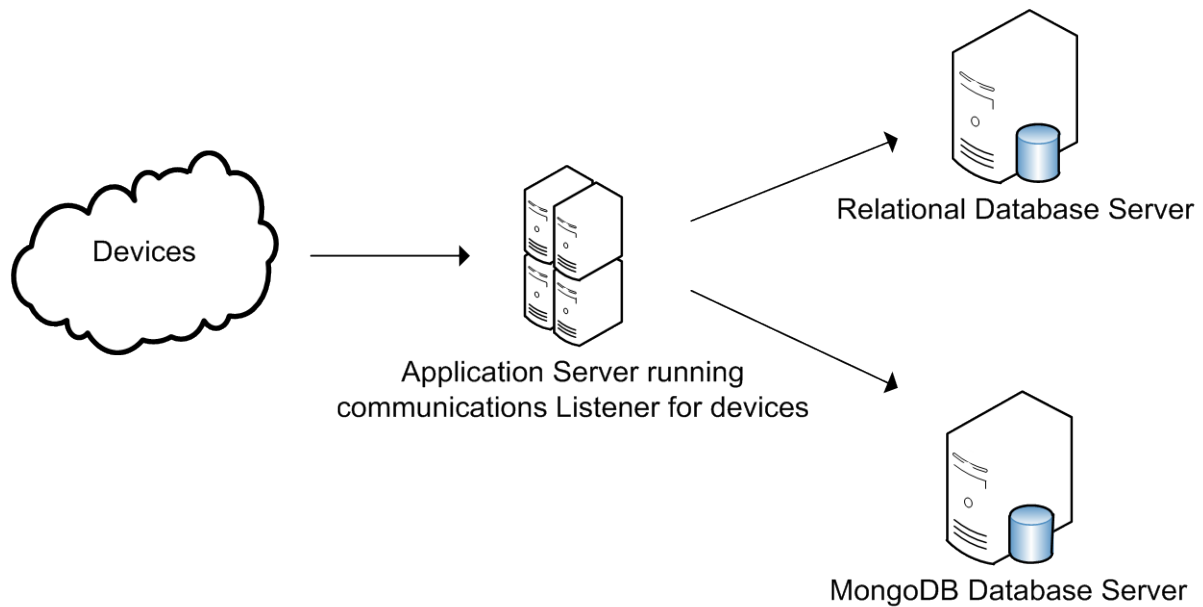 Devices
Application Server running
communications Listener for devices
Relational Database Server
MongoDB Database Server